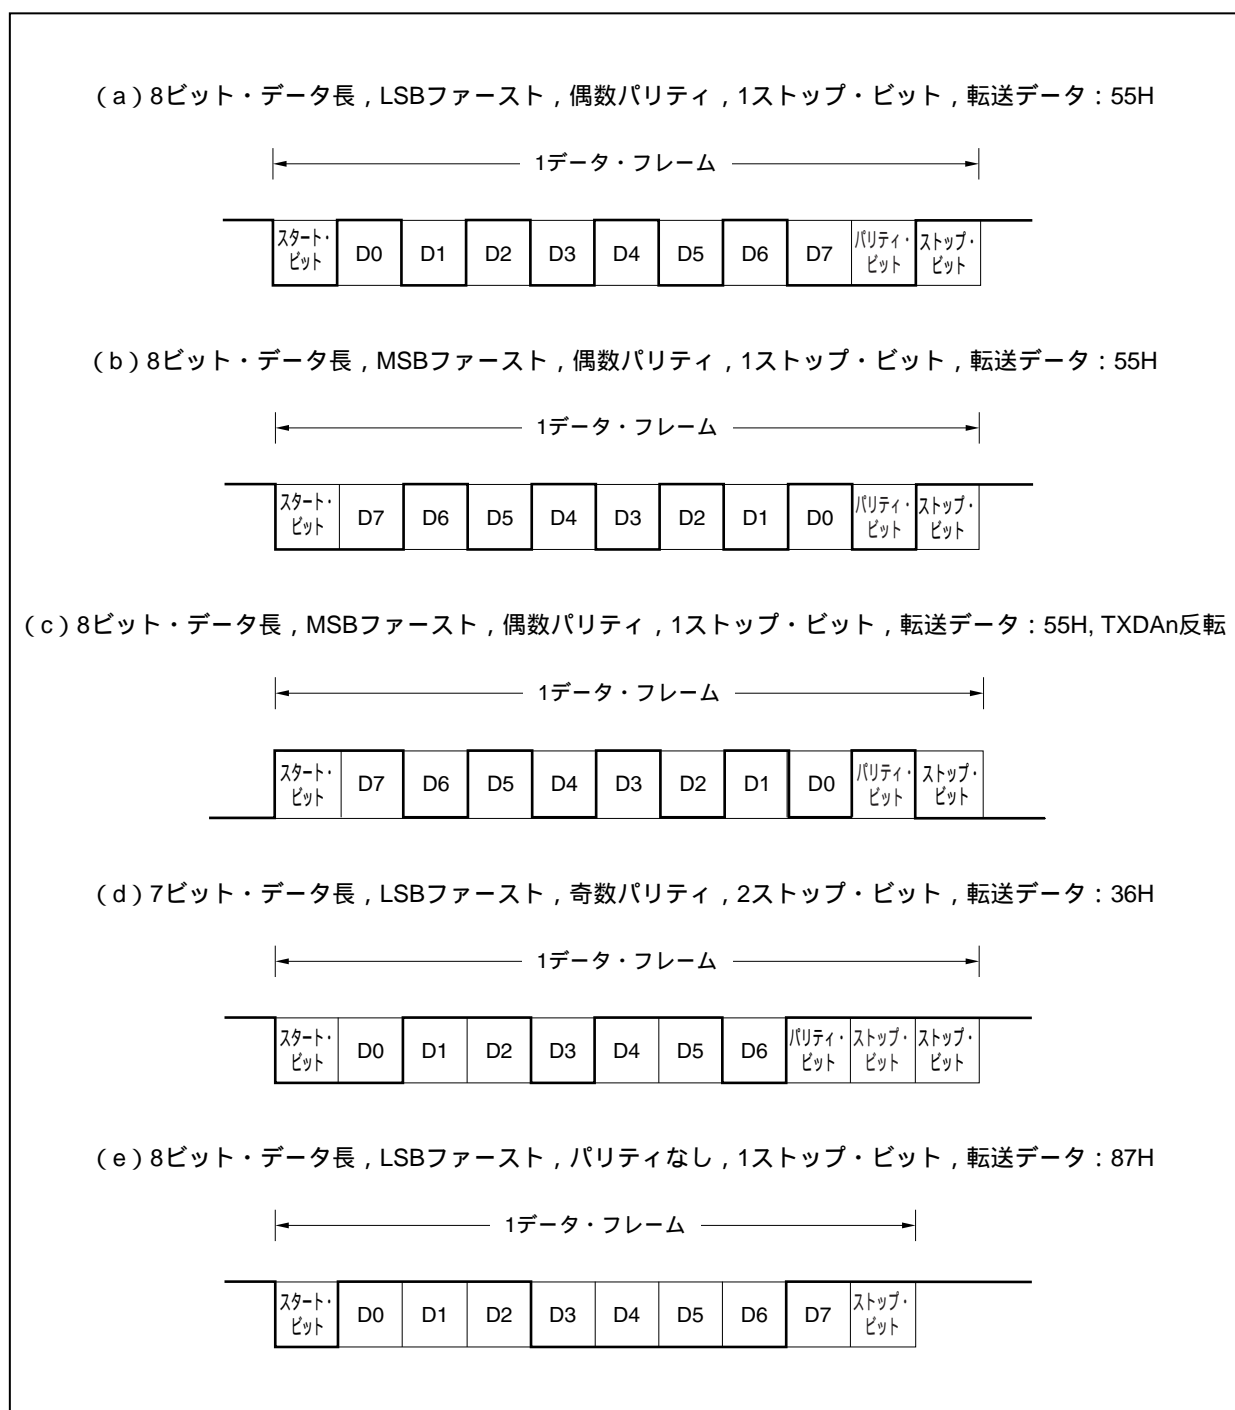 （a）8ビット・データ長，LSBファースト，偶数パリティ，1ストップ・ビット，転送データ：55H
1データ・フレーム
スタート・ビット D0 D1 D2 D3 D4 D5 D6 D7 パリティ・ビット ストップ・ビット
（b）8ビット・データ長，MSBファースト，偶数パリティ，1ストップ・ビット，転送データ：55H
1データ・フレーム
スタート・ビット D7 D6 D5 D4 D3 D2 D1 D0 パリティ・ビット ストップ・ビット
（c）8ビット・データ長，MSBファースト，偶数パリティ，1ストップ・ビット，転送データ：55H, TXDAn反転
1データ・フレーム
スタート・ビット D7 D6 D5 D4 D3 D2 D1 D0 パリティ・ビット ストップ・ビット
（d）7ビット・データ長，LSBファースト，奇数パリティ，2ストップ・ビット，転送データ：36H
1データ・フレーム
スタート・ビット D0 D1 D2 D3 D4 D5 D6 パリティ・ビット ストップ・ビット ストップ・ビット
（e）8ビット・データ長，LSBファースト，パリティなし，1ストップ・ビット，転送データ：87H
1データ・フレーム
スタート・ビット D0 D1 D2 D3 D4 D5 D6 D7 ストップ・ビット